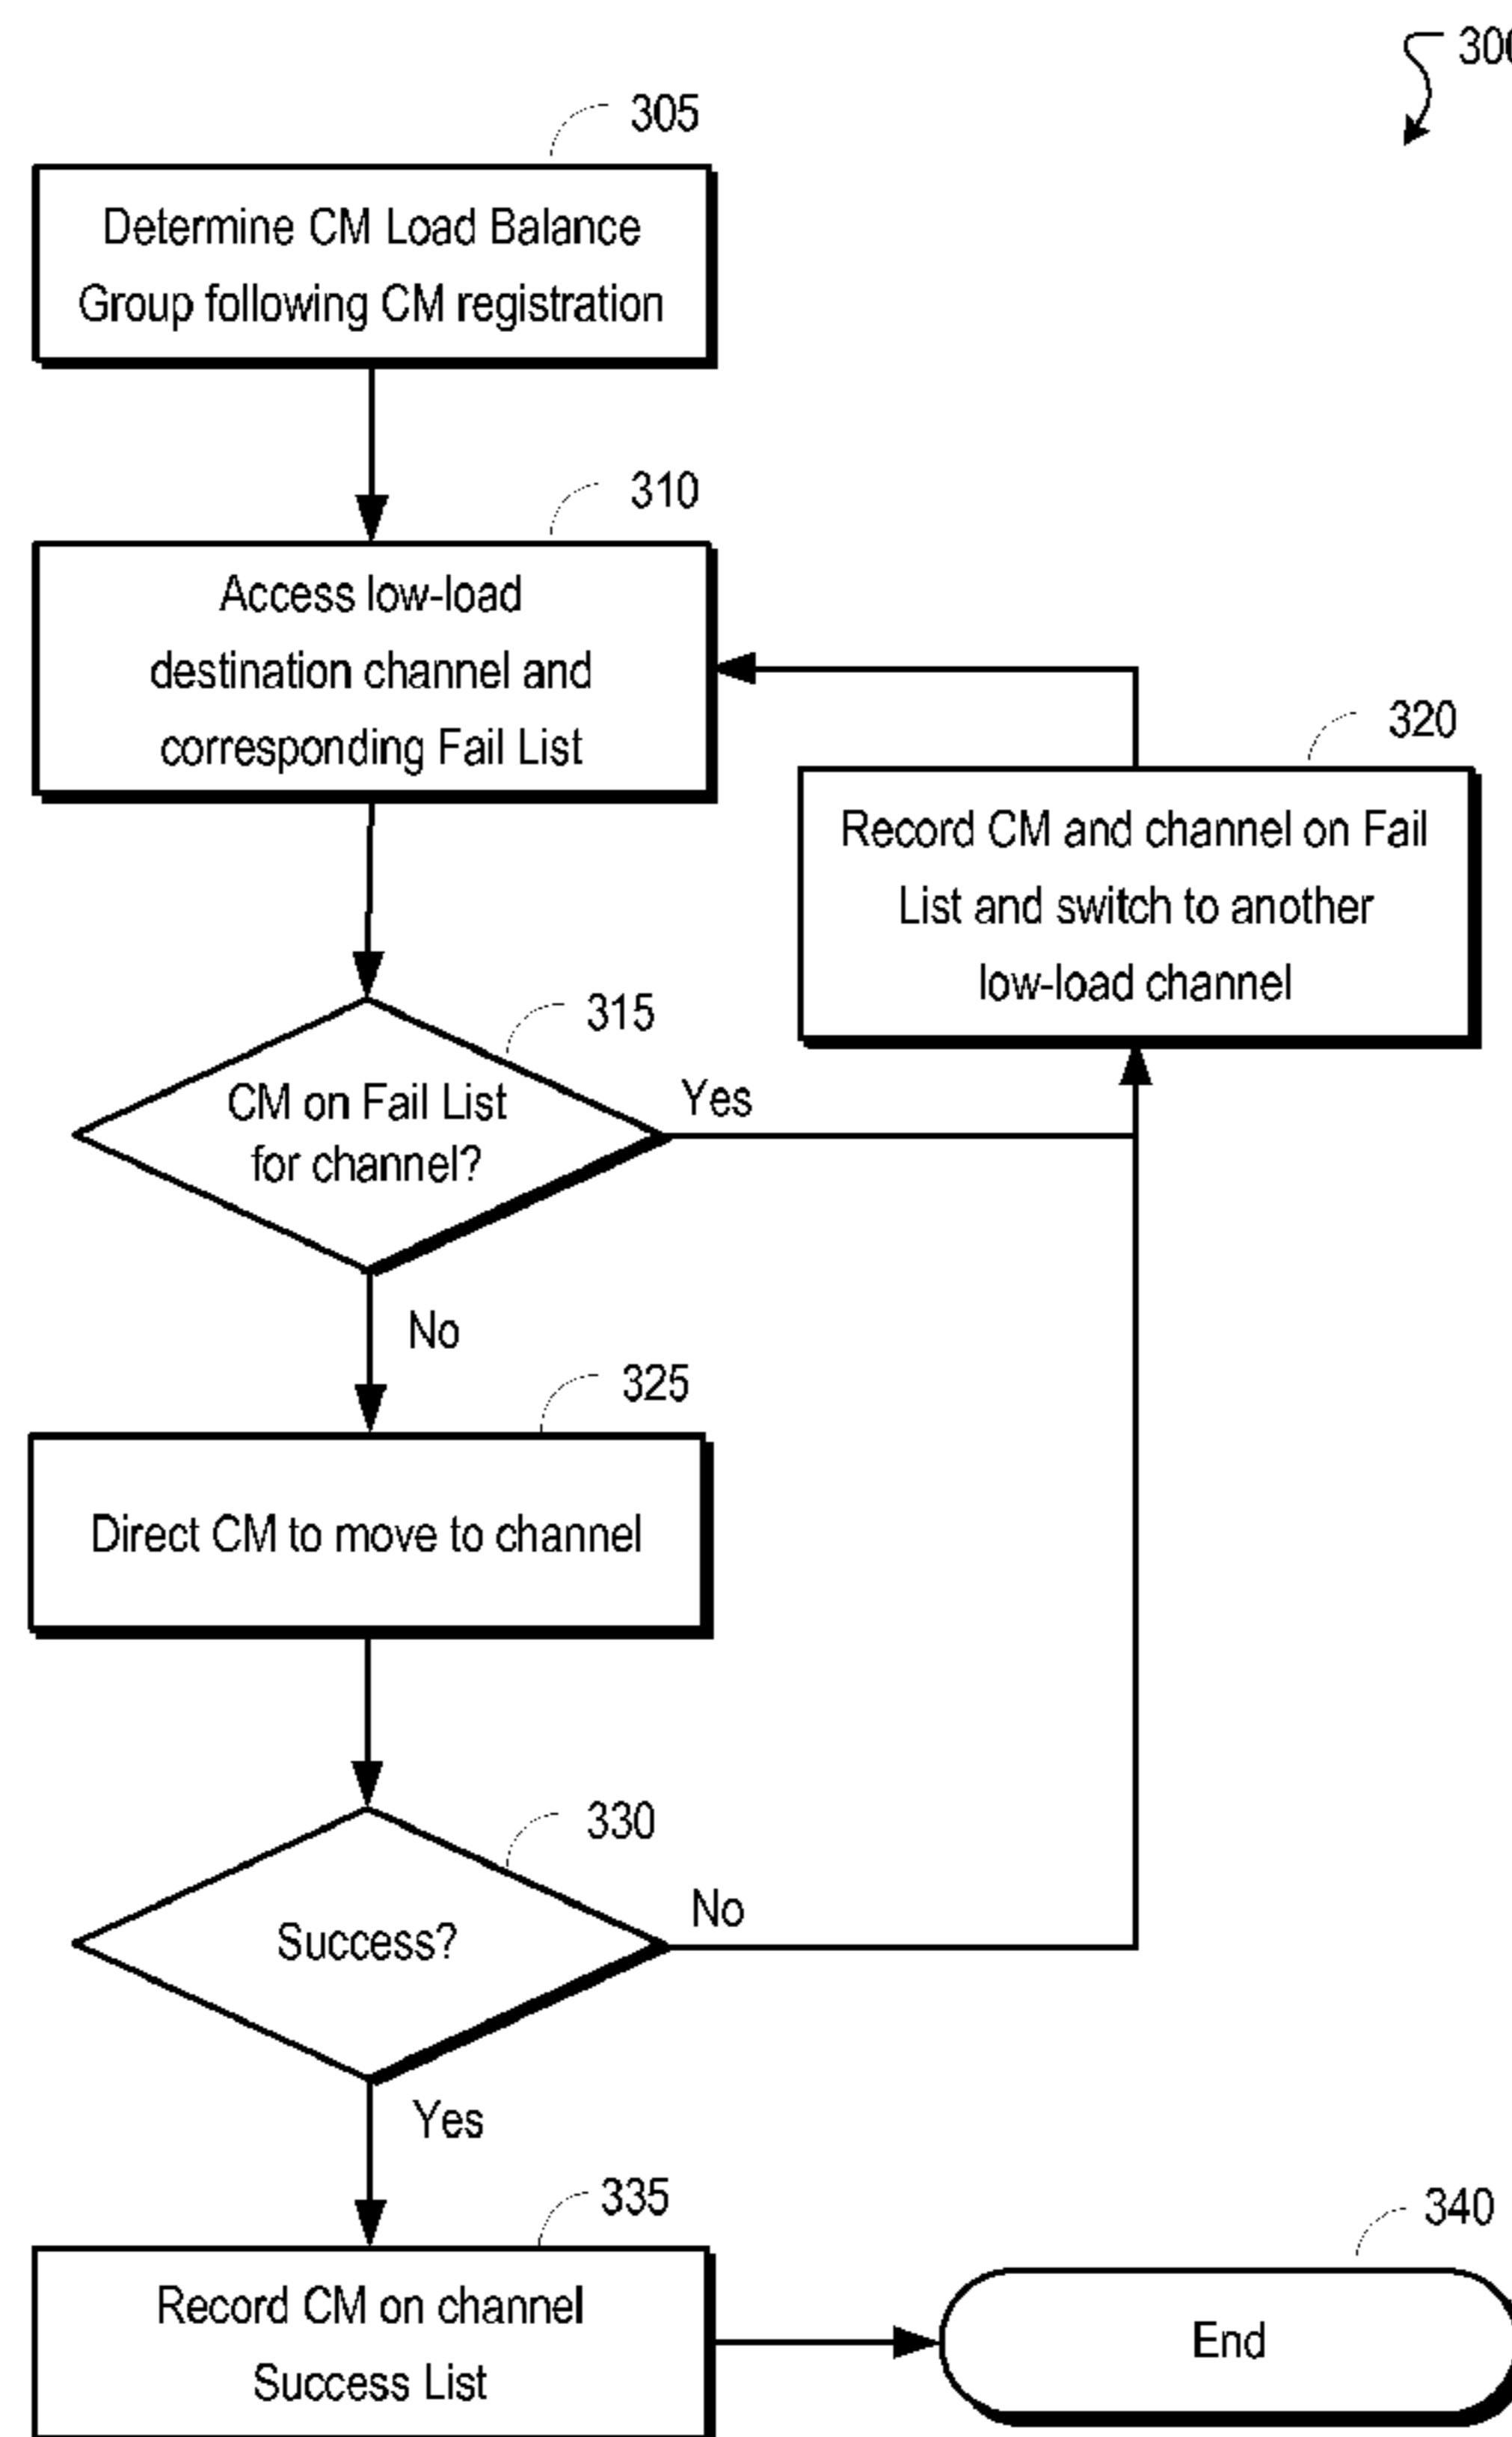 300
305
Determine CM Load Balance
Group following CM registration
310
Access low-load
destination channel and
corresponding Fail List
320
Record CM and channel on Fail
List and switch to another
low-load channel
315
CM on Fail List
for channel?
Yes
No
325
Direct CM to move to channel
330
Success?
No
Yes
335
Record CM on channel
Success List
340
End